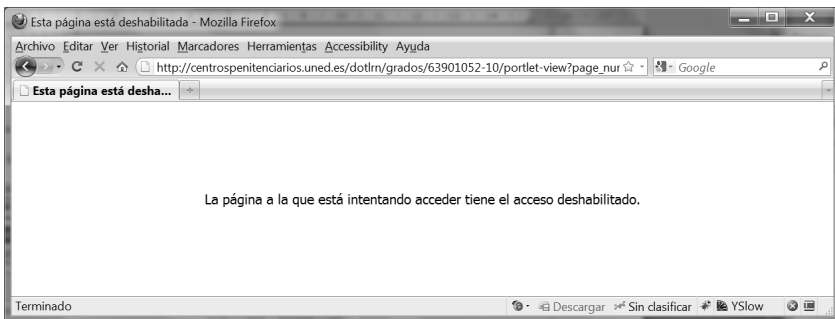 Esta página está deshabilitada - Mozilla Firefox
Archivo Editar Ver Historial Marcadores Herramientas Accessibility Ayuda
http://centrospenitenciarios.uned.es/dotlrn/grados/63901052-10/portlet-view?page_nur
Google
Esta página está desha...
La página a la que está intentando acceder tiene el acceso deshabilitado.
Terminado Descargar Sin clasificar YSlow